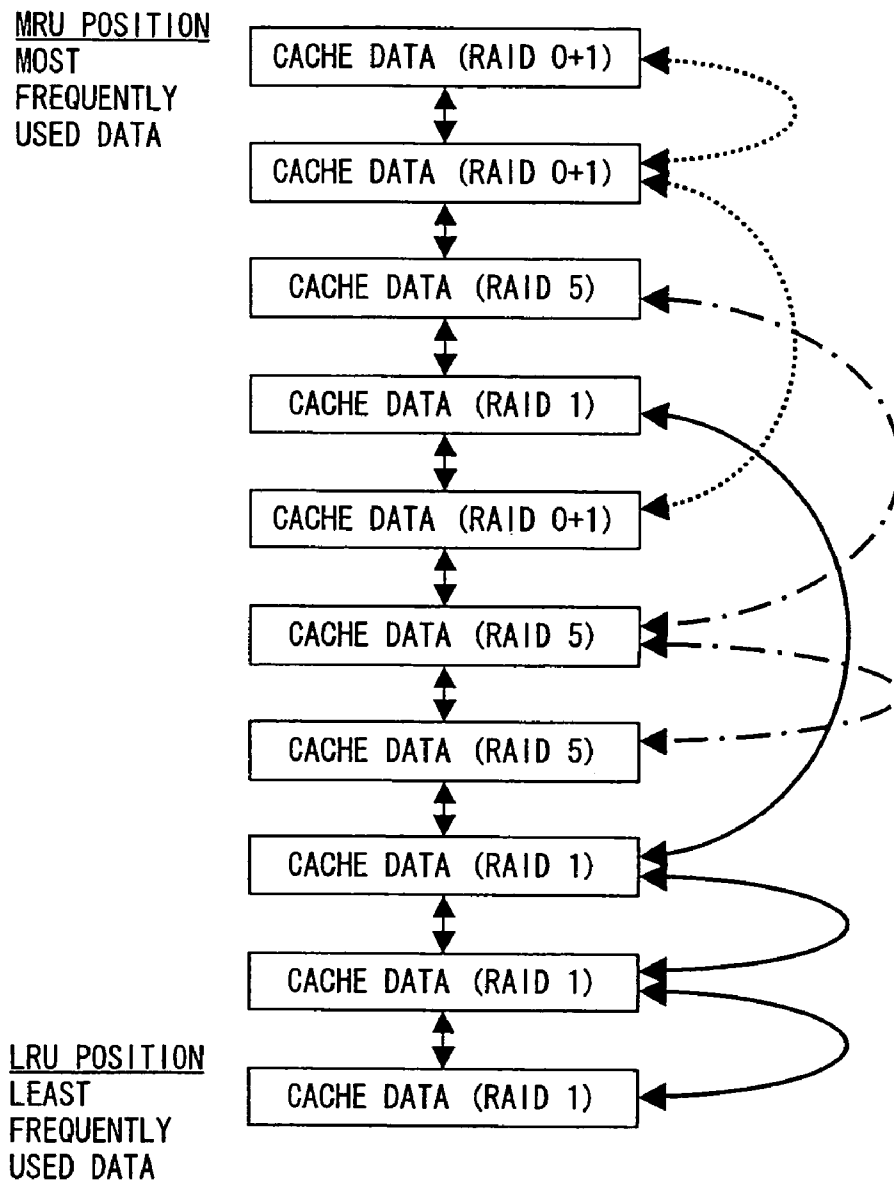 MRU POSITION
MOST
FREQUENTLY
USED DATA
CACHE DATA (RAID 0+1)
CACHE DATA (RAID 0+1)
CACHE DATA (RAID 5)
CACHE DATA (RAID 1)
CACHE DATA (RAID 0+1)
CACHE DATA (RAID 5)
CACHE DATA (RAID 5)
CACHE DATA (RAID 1)
CACHE DATA (RAID 1)
CACHE DATA (RAID 1)
LRU POSITION
LEAST
FREQUENTLY
USED DATA